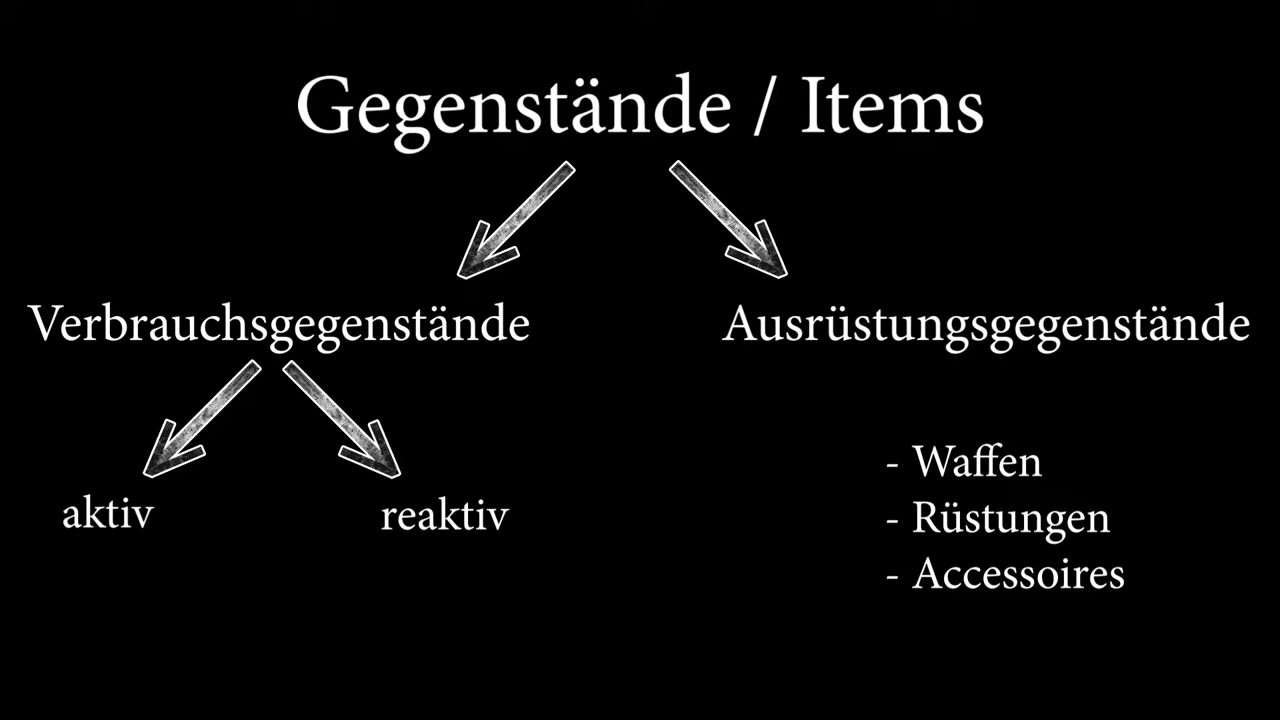 Gegenstände / Items
Verbrauchsgegenstände
Ausrüstungsgegenstände
aktiv
reaktiv
- Waffen
- Rüstungen
- Accessoires